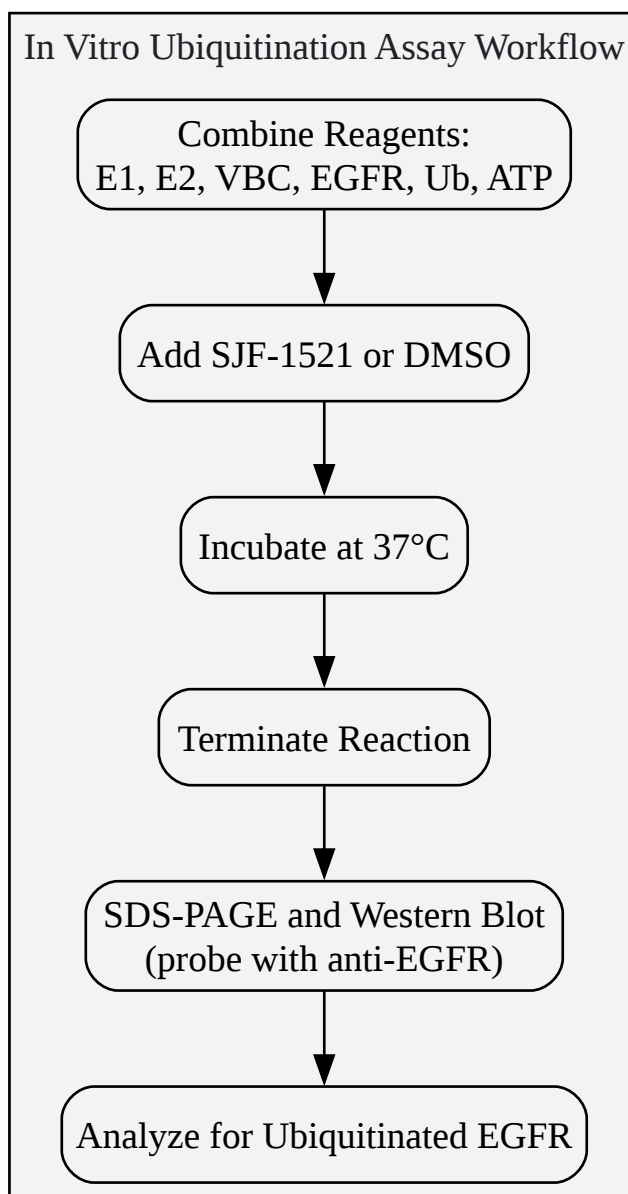 In Vitro Ubiquitination Assay Workflow
Combine Reagents:
E1, E2, VBC, EGFR, Ub, ATP
Add SJF-1521 or DMSO
Incubate at 37°C
Terminate Reaction
SDS-PAGE and Western Blot
(probe with anti-EGFR)
Analyze for Ubiquitinated EGFR